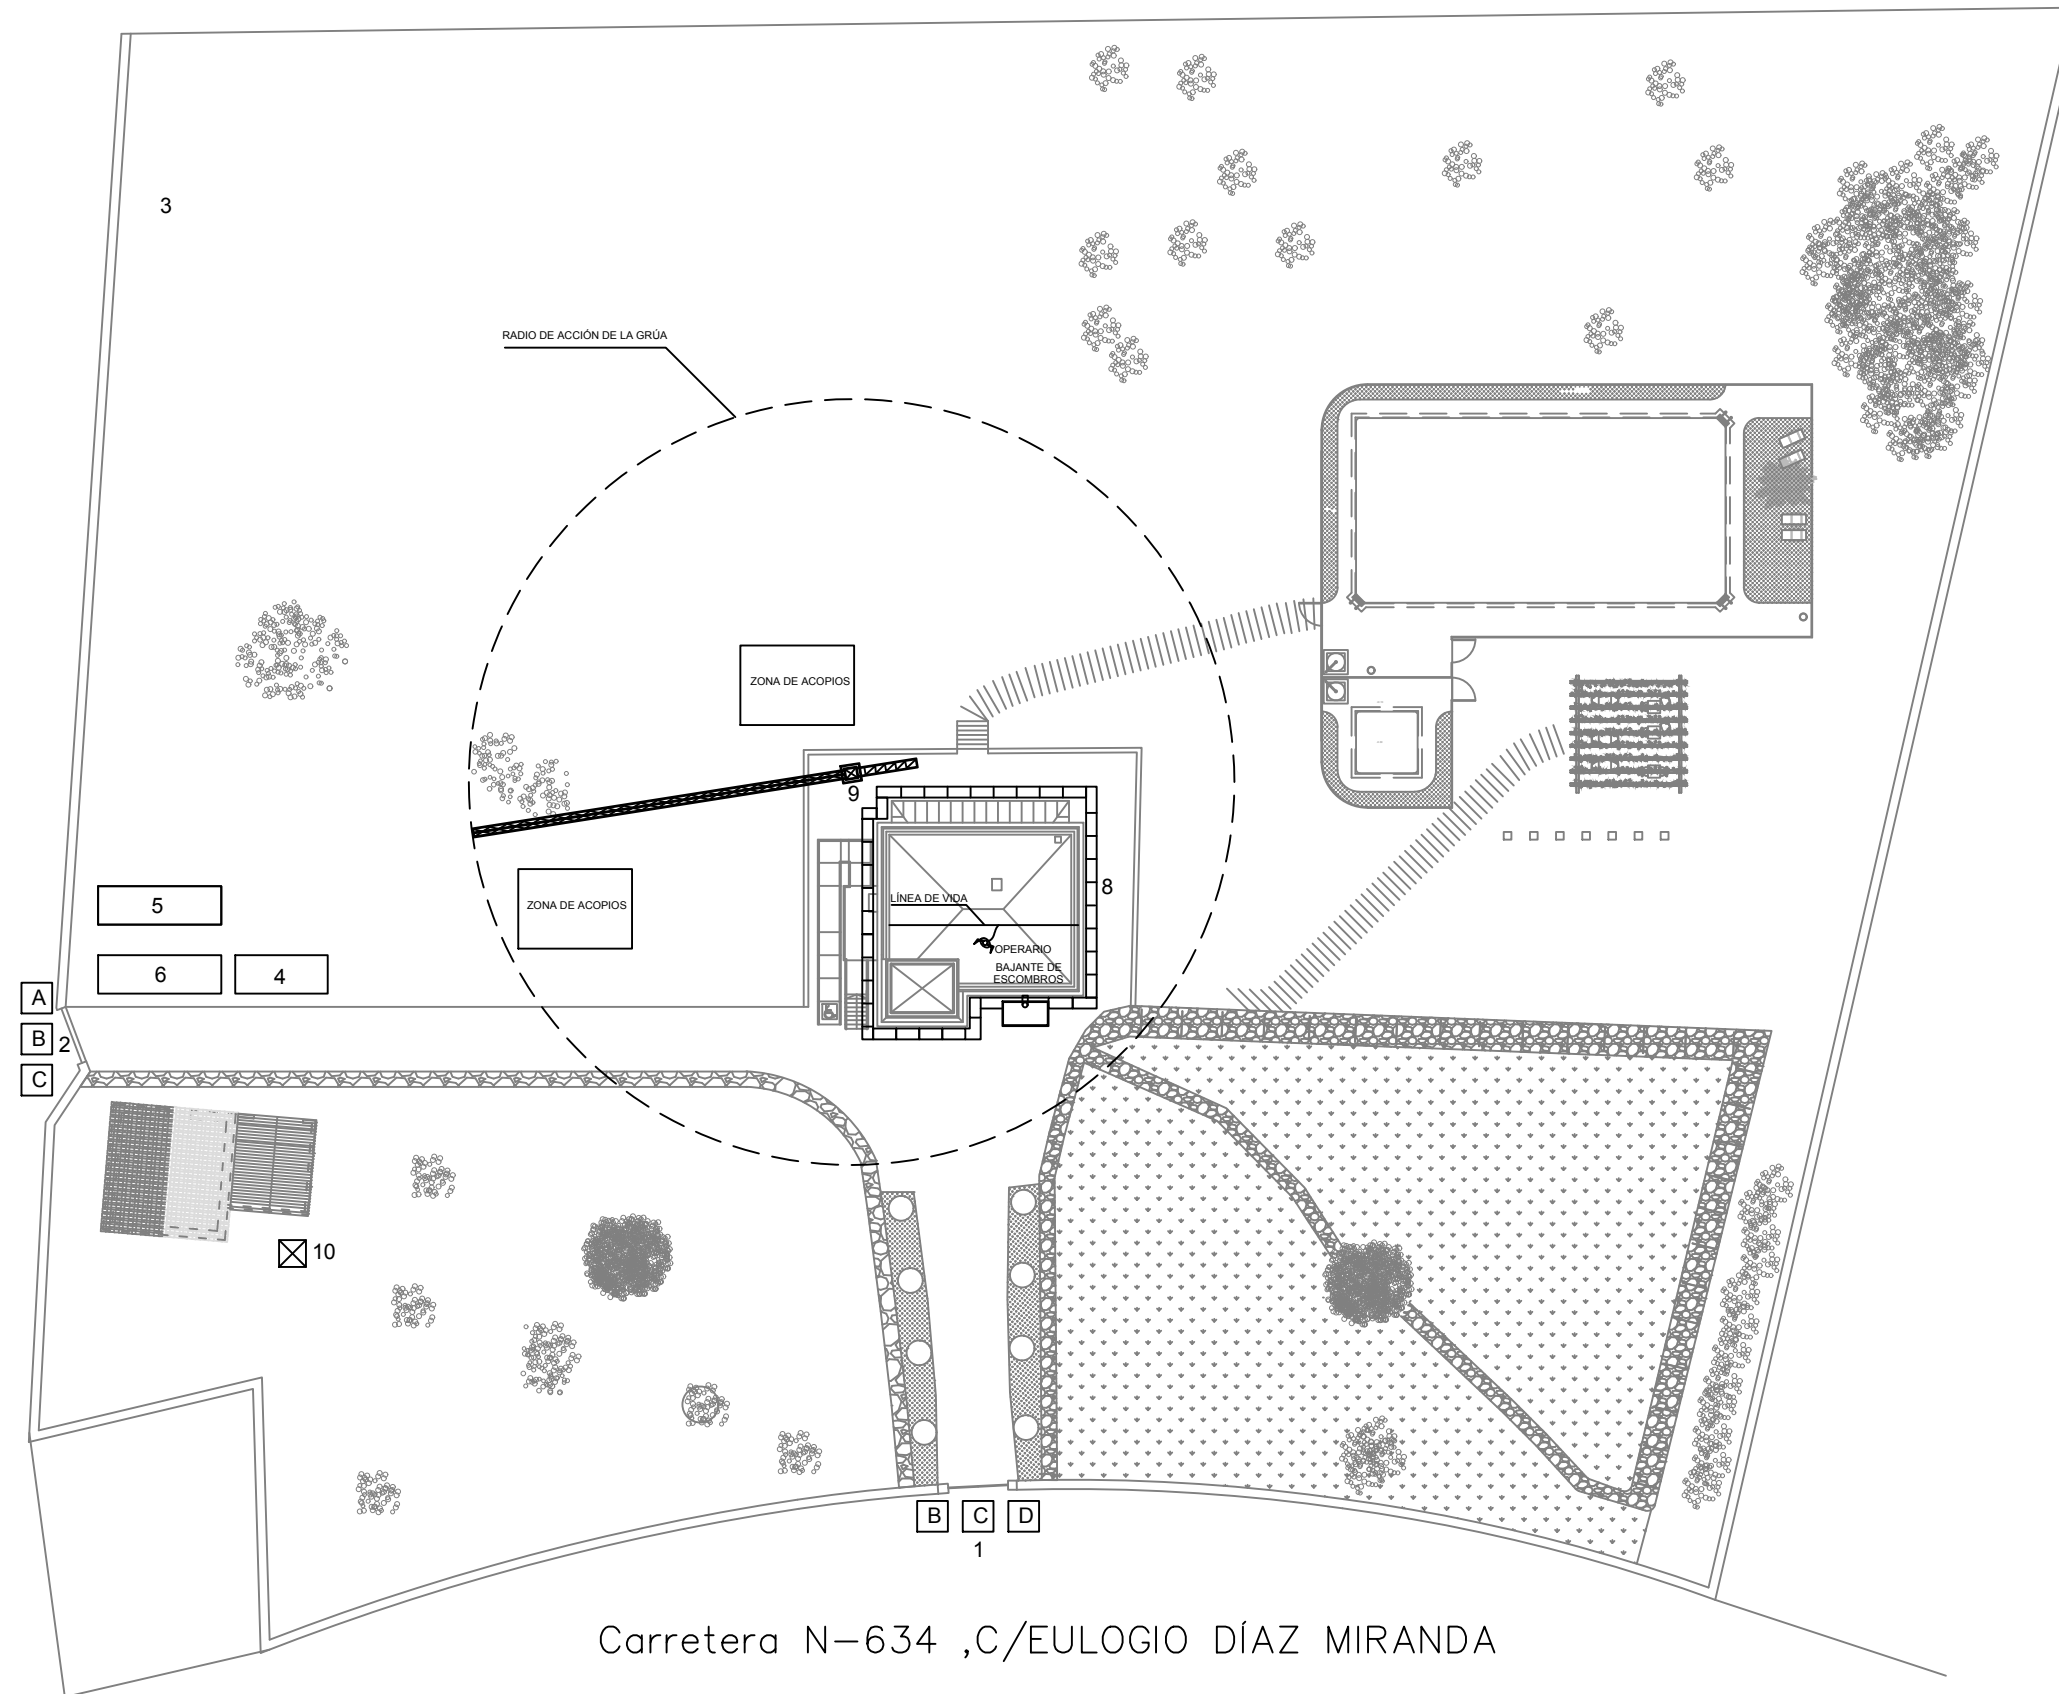 3
RADIO DE ACCIÓN DE LA GRÚA
ZONA DE ACOPIOS
9
8
5
ZONA DE ACOPIOS
LÍNEA DE VIDA
OPERARIO
BAJANTE DE
ESCOMBROS
6
4
A
B
2
C
10
B
C
D
1
Carretera N-634 ,C/EULOGIO DÍAZ MIRANDA